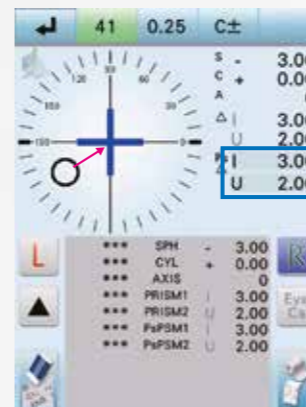 41 0.25 C±
S - 3.00
C + 0.00
A 0
△ I 3.00
U 2.00
I 3.00
U 2.00
120 90 60
150
180 0
L R
*** SPH - 3.00
*** CYL + 0.00
*** AXIS 0
*** PRISM1 I 3.00
*** PRISM2 U 2.00
*** PsPSM1 I 3.00
*** PsPSM2 U 2.00